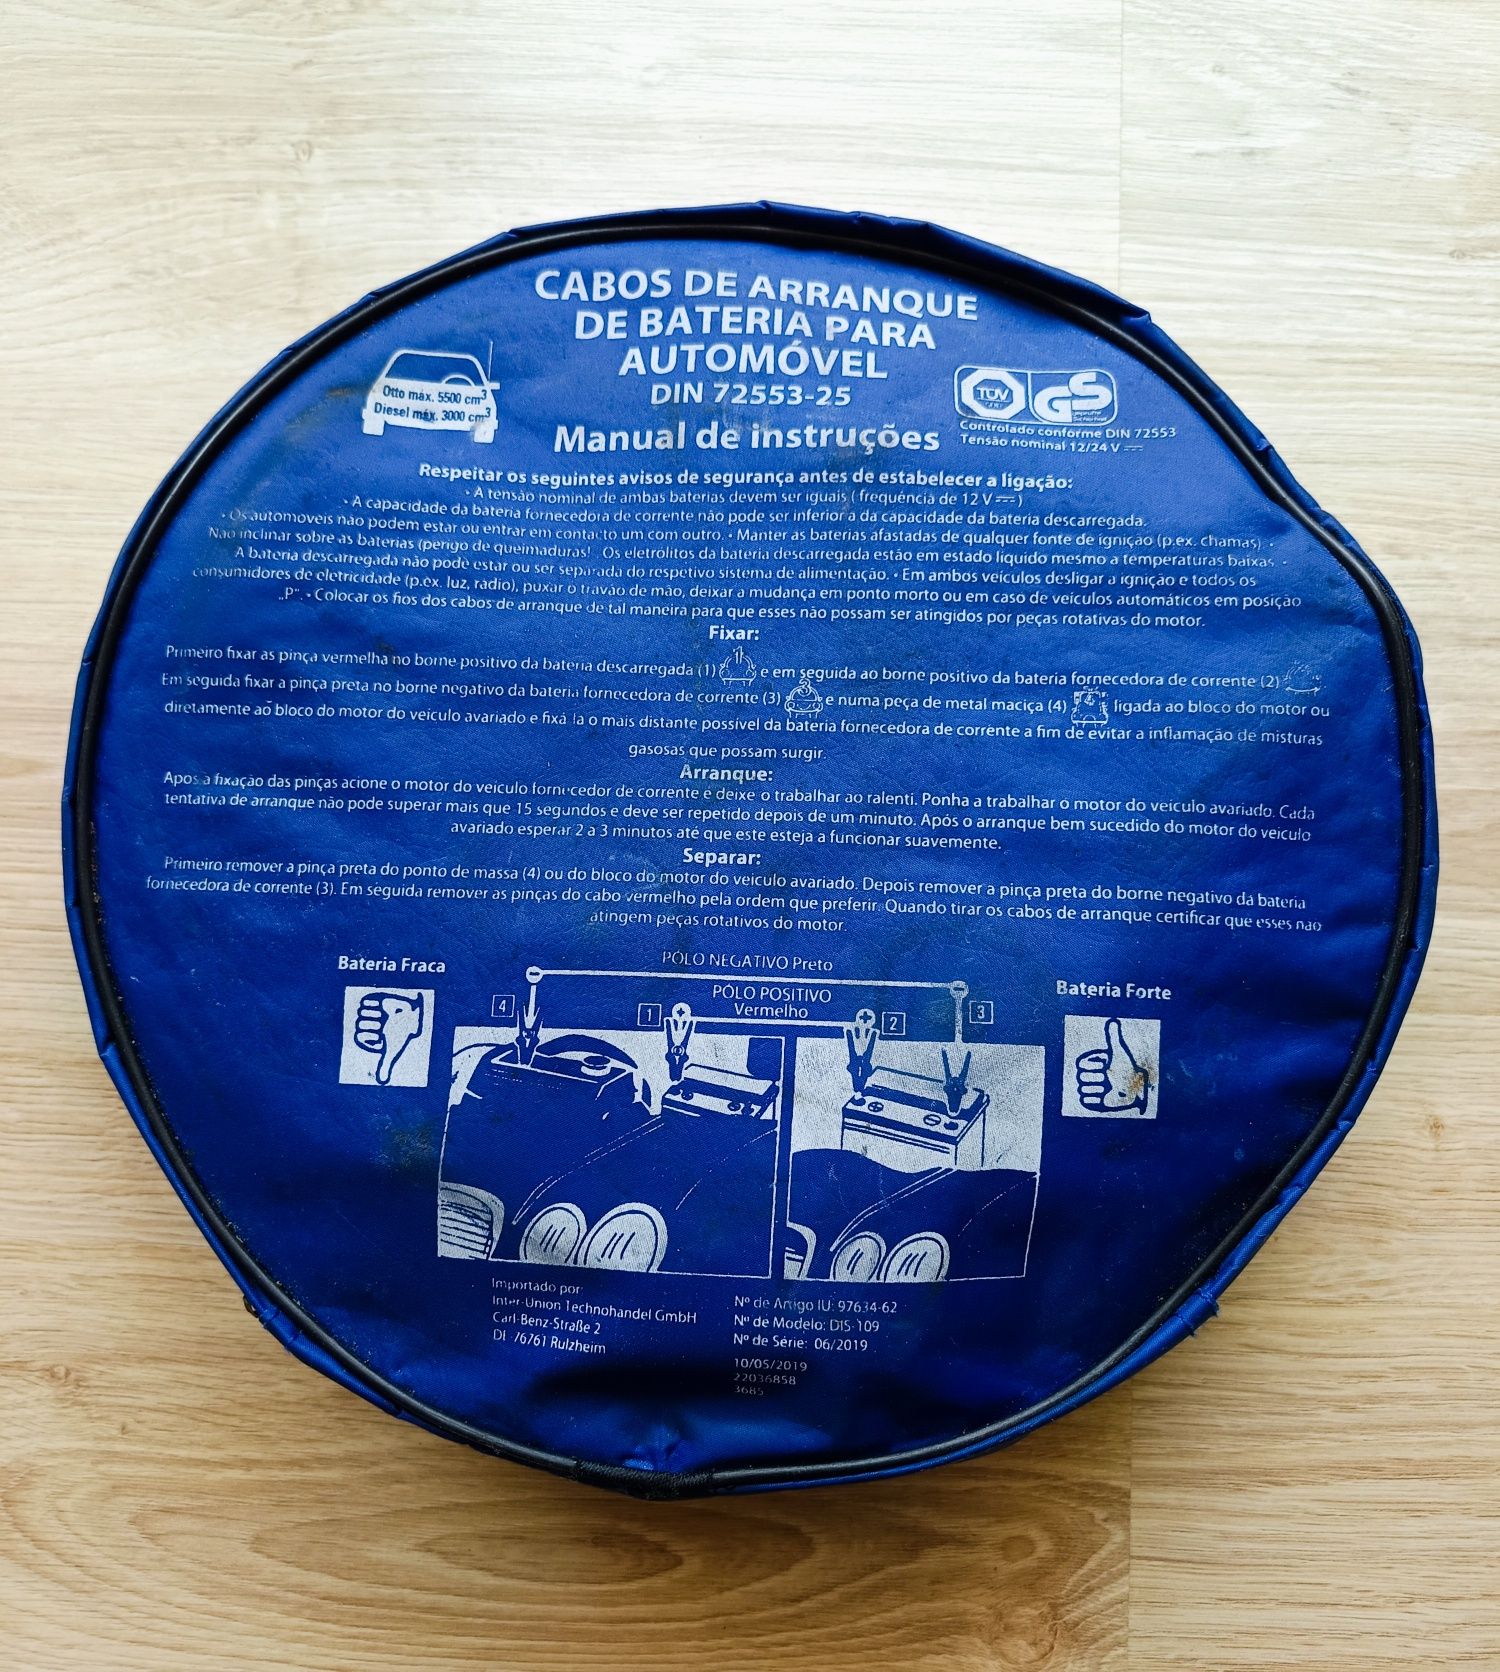 CABOS DE ARRANQUE
DE BATERIA PARA
AUTOMÓVEL
DIN 72553-25
Manual de instruções
Otto máx. 5500 cm³
Diesel máx. 3000 cm³
TÜV
GS
Controlado conforme DIN 72553
Tensão nominal 12/24 V
Respeitar os seguintes avisos de segurança antes de estabelecer a ligação:
• A tensão nominal de ambas baterias devem ser iguais (frequência de 12 V)
• A capacidade da bateria fornecedora de corrente não pode ser inferior à da capacidade da bateria descarregada.
• Os automóveis não podem estar ou entrar em contacto um com outro. • Manter as baterias afastadas de qualquer fonte de ignição (p.ex. chamas) •
Não inclinar sobre as baterias (perigo de queimaduras! Os eletrólitos da bateria descarregada estão em estado líquido mesmo a temperaturas baixas. •
A bateria descarregada não pode estar ou ser separada do respetivo sistema de alimentação. • Em ambos veículos desligar a ignição e todos os
consumidores de eletricidade (p.ex. luz, rádio), puxar o travão de mão, deixar a mudança em ponto morto ou em caso de veículos automáticos em posição
„P“. • Colocar os fios dos cabos de arranque de tal maneira para que esses não possam ser atingidos por peças rotativas do motor.
Fixar:
Primeiro fixar as pinça vermelha no borne positivo da bateria descarregada (1) e em seguida ao borne positivo da bateria fornecedora de corrente (2)
Em seguida fixar a pinça preta no borne negativo da bateria fornecedora de corrente (3) e numa peça de metal maciça (4) ligada ao bloco do motor ou
diretamente ao bloco do motor do veículo avariado e fixá-la o mais distante possível da bateria fornecedora de corrente a fim de evitar a inflamação de misturas
gasosas que possam surgir.
Arranque:
Após a fixação das pinças acione o motor do veículo fornecedor de corrente e deixe o trabalhar ao ralenti. Ponha a trabalhar o motor do veículo avariado. Cada
tentativa de arranque não pode superar mais que 15 segundos e deve ser repetido depois de um minuto. Após o arranque bem sucedido do motor do veículo
avariado esperar 2 a 3 minutos até que este esteja a funcionar suavemente.
Separar:
Primeiro remover a pinça preta do ponto de massa (4) ou do bloco do motor do veículo avariado. Depois remover a pinça preta do borne negativo da bateria
fornecedora de corrente (3). Em seguida remover as pinças do cabo vermelho pela ordem que preferir. Quando tirar os cabos de arranque certificar que esses não
atingem peças rotativos do motor.
Bateria Fraca
PÓLO NEGATIVO Preto
PÓLO POSITIVO
Vermelho
Bateria Forte
4
1
2
3
Importado por:
Inter-Union Technohandel GmbH
Carl-Benz-Straße 2
DE-76761 Rülzheim
Nº de Artigo IU: 97634-62
Nº de Modelo: DIS-109
Nº de Série: 06/2019
10/05/2019
22036858
3685